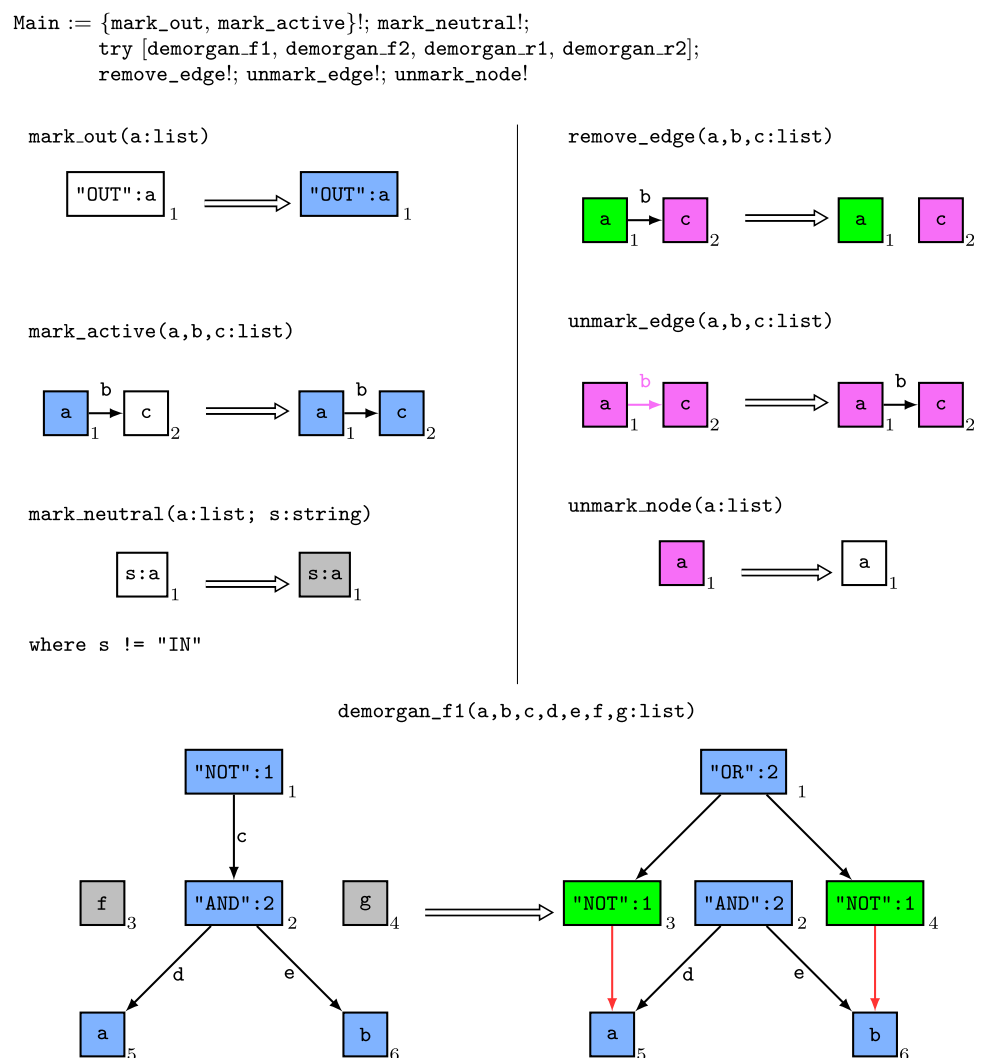 Main := {mark_out, mark_active}!; mark_neutral!;
try [demorgan_f1, demorgan_f2, demorgan_r1, demorgan_r2];
remove_edge!; unmark_edge!; unmark_node!
mark_out(a:list)
"OUT":a
1
"OUT":a
1
mark_active(a,b,c:list)
b
a
1
c
2
b
a
1
c
2
mark_neutral(a:list; s:string)
s:a
1
s:a
1
where s != "IN"
remove_edge(a,b,c:list)
b
a
1
c
2
a
1
c
2
unmark_edge(a,b,c:list)
b
a
1
c
2
b
a
1
c
2
unmark_node(a:list)
a
1
a
1
demorgan_f1(a,b,c,d,e,f,g:list)
"NOT":1
1
c
f
3
"AND":2
2
g
4
d
e
a
5
b
6
"OR":2
1
"NOT":1
3
"AND":2
2
"NOT":1
4
d
e
a
5
b
6